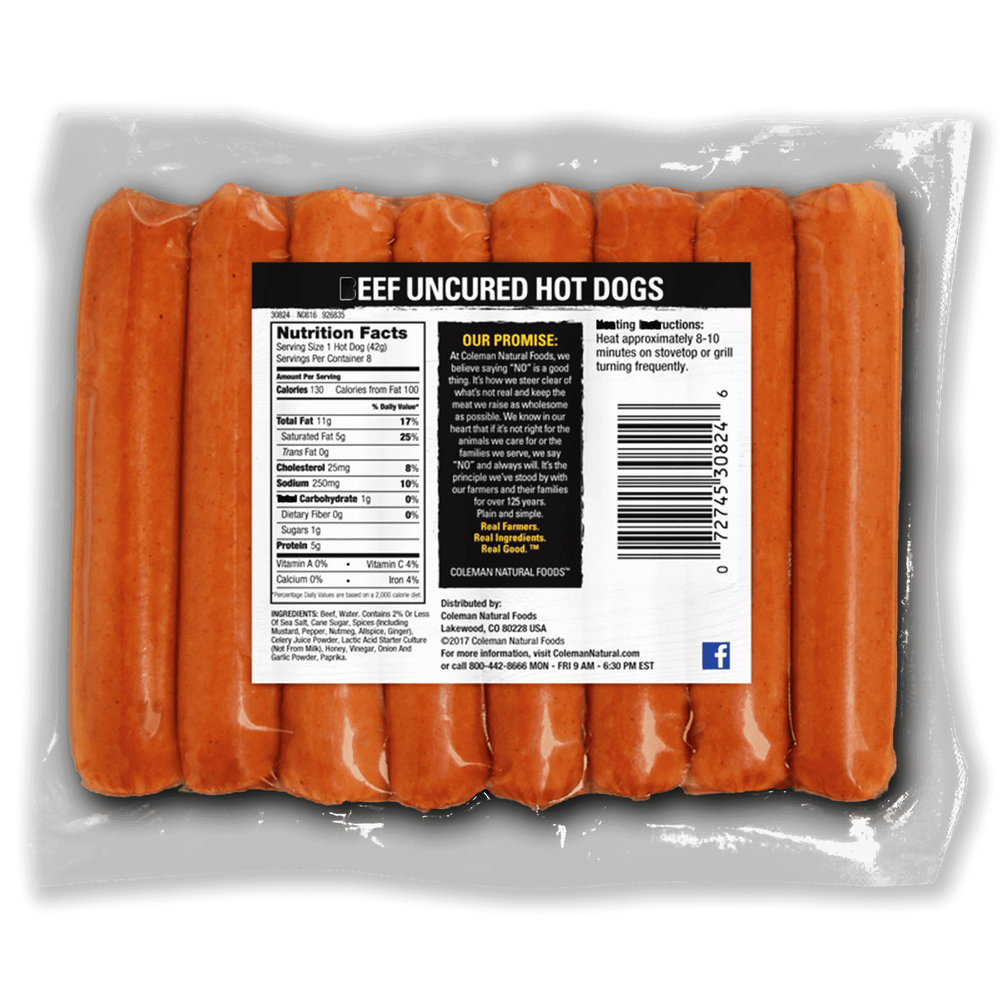 BEEF UNCURED HOT DOGS
30824 N0816 926835
Nutrition Facts
Serving Size 1 Hot Dog (42g)
Servings Per Container 8
Amount Per Serving
Calories 130 Calories from Fat 100
% Daily Value*
Total Fat 11g 17%
Saturated Fat 5g 25%
Trans Fat 0g
Cholesterol 25mg 8%
Sodium 250mg 10%
Total Carbohydrate 1g 0%
Dietary Fiber 0g 0%
Sugars 1g
Protein 5g
Vitamin A 0% • Vitamin C 4%
Calcium 0% • Iron 4%
*Percentage Daily Values are based on a 2,000 calorie diet.
INGREDIENTS: Beef, Water. Contains 2% Or Less
Of Sea Salt, Cane Sugar, Spices (Including
Mustard, Pepper, Nutmeg, Allspice, Ginger),
Celery Juice Powder, Lactic Acid Starter Culture
(Not From Milk), Honey, Vinegar, Onion And
Garlic Powder, Paprika.
OUR PROMISE:
At Coleman Natural Foods, we
believe saying "NO" is a good
thing. It's how we steer clear of
what's not real and keep the
meat we raise as wholesome
as possible. We know in our
heart that if it's not right for the
animals we care for or the
families we serve, we say
"NO" and always will. It's the
principle we've stood by with
our farmers and their families
for over 125 years.
Plain and simple.
Real Farmers.
Real Ingredients.
Real Good. ™
COLEMAN NATURAL FOODS™
Distributed by:
Coleman Natural Foods
Lakewood, CO 80228 USA
©2017 Coleman Natural Foods
For more information, visit ColemanNatural.com
or call 800-442-8666 MON - FRI 9 AM - 6:30 PM EST
Heating Instructions:
Heat approximately 8-10
minutes on stovetop or grill
turning frequently.
0 72745 30824 6
f